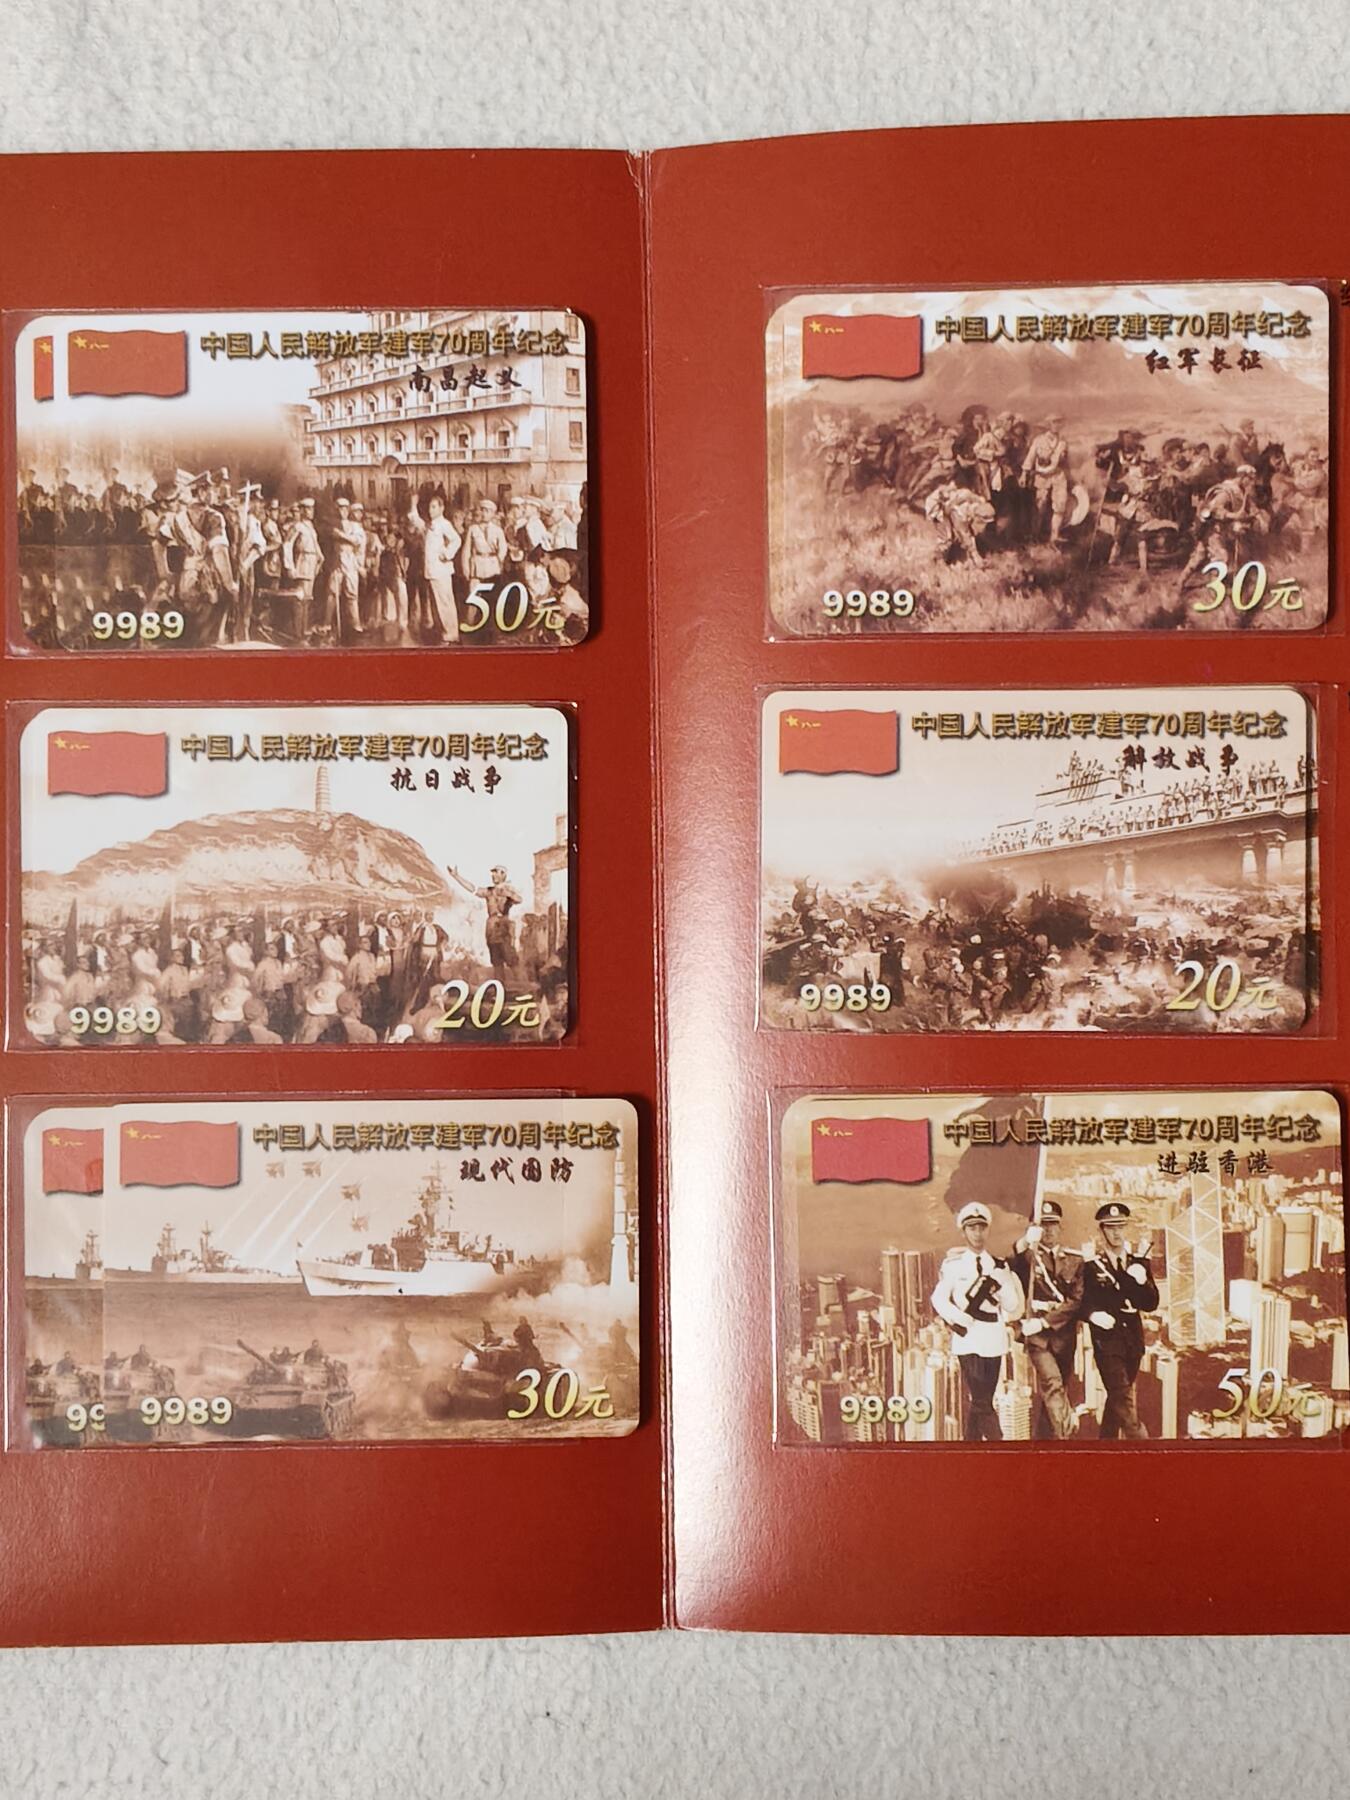 中国人民解放军建军70周年纪念
南昌起义
八一
9989
50元
中国人民解放军建军70周年纪念
红军长征
八一
9989
30元
中国人民解放军建军70周年纪念
抗日战争
八一
9989
20元
中国人民解放军建军70周年纪念
解放战争
八一
9989
20元
中国人民解放军建军70周年纪念
现代国防
八一
八一
99
9989
30元
中国人民解放军建军70周年纪念
进驻香港
八一
9989
50元